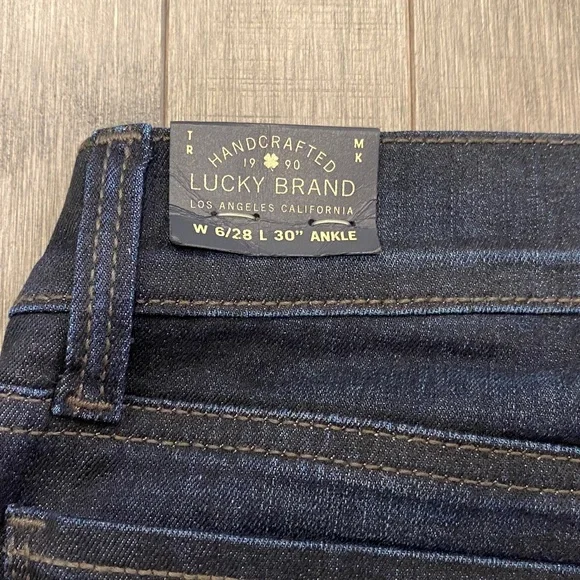 TR MK
HANDCRAFTED
19 90
LUCKY BRAND
LOS ANGELES CALIFORNIA
W 6/28 L 30" ANKLE